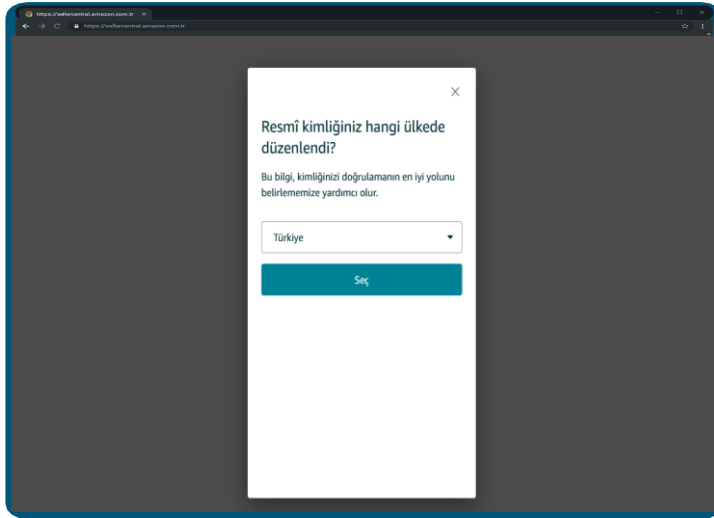 https://sellercentral.amazon.com.tr
https://sellercentral.amazon.com.tr
Resmî kimliğiniz hangi ülkede
düzenlendi?
Bu bilgi, kimliğinizi doğrulamanın en iyi yolunu
belirlememize yardımcı olur.
Türkiye
Seç